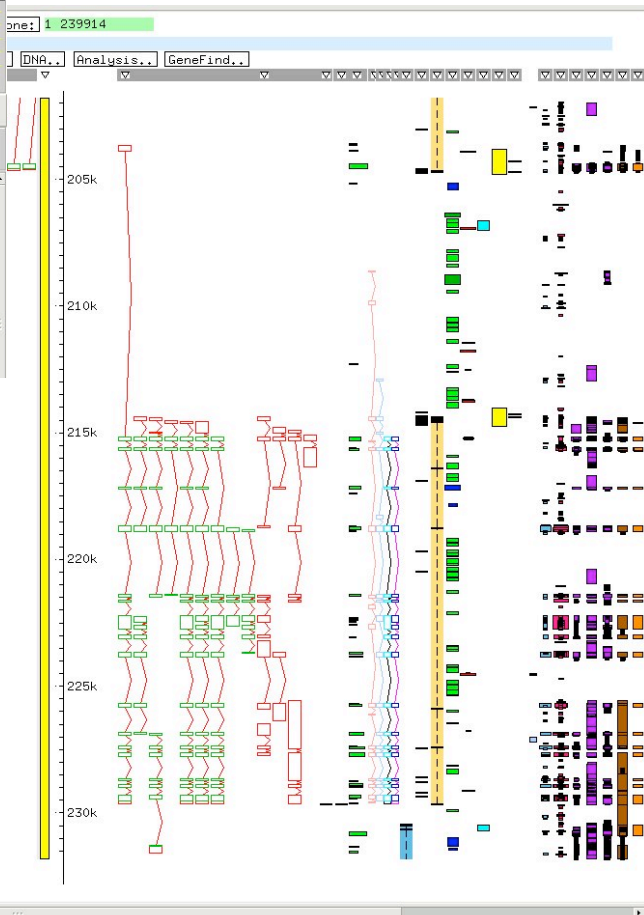 one: 1 239914
DNA.. Analysis.. GeneFind..
205k
210k
215k
220k
225k
230k